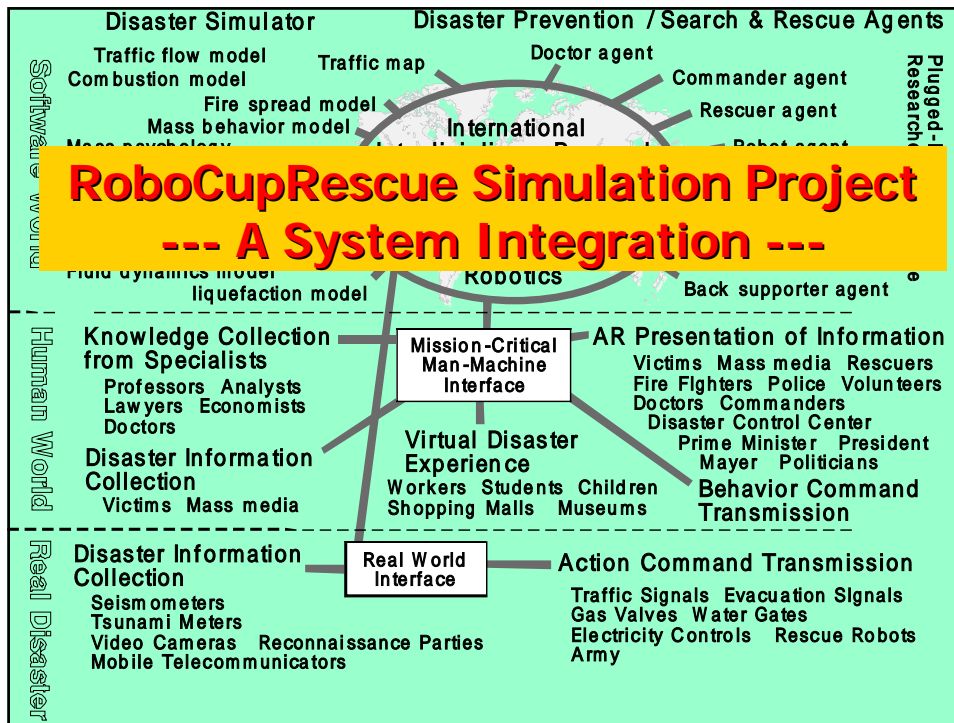 Disaster Simulator
Disaster Prevention / Search & Rescue Agents
Traffic flow model
Combustion model
Traffic map
Doctor agent
Commander agent
Fire spread model
Mass behavior model
Rescuer agent
International
Software World
RoboCupRescue Simulation Project
--- A System Integration ---
Fluid dynamics model
liquefaction model
Robotics
Back supporter agent
Human World
Knowledge Collection
from Specialists
Professors Analysts
Lawyers Economists
Doctors
Mission-Critical
Man-Machine
Interface
AR Presentation of Information
Victims Mass media Rescuers
Fire FIghters Police Volunteers
Doctors Commanders
Disaster Control Center
Prime Minister President
Mayer Politicians
Disaster Information
Collection
Victims Mass media
Virtual Disaster
Experience
Workers Students Children
Shopping Malls Museums
Behavior Command
Transmission
Real Disaster
Disaster Information
Collection
Seismometers
Tsunami Meters
Video Cameras Reconnaissance Parties
Mobile Telecommunicators
Real World
Interface
Action Command Transmission
Traffic Signals Evacuation SIgnals
Gas Valves Water Gates
Electricity Controls Rescue Robots
Army